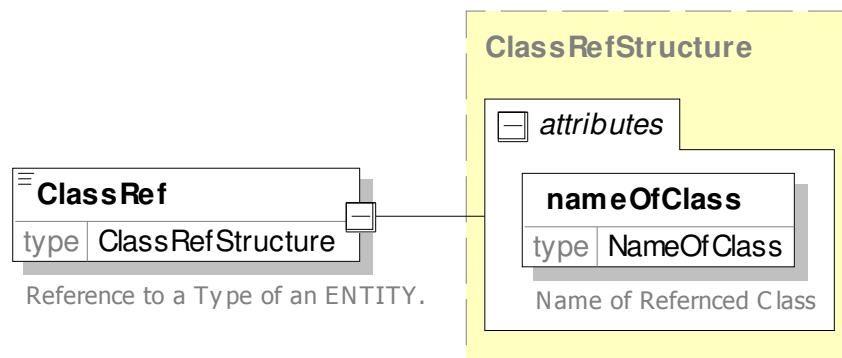 ClassRefStructure
attributes
ClassRef
type ClassRefStructure
Reference to a Type of an ENTITY.
nameOfClass
type NameOfClass
Name of Refernced Class